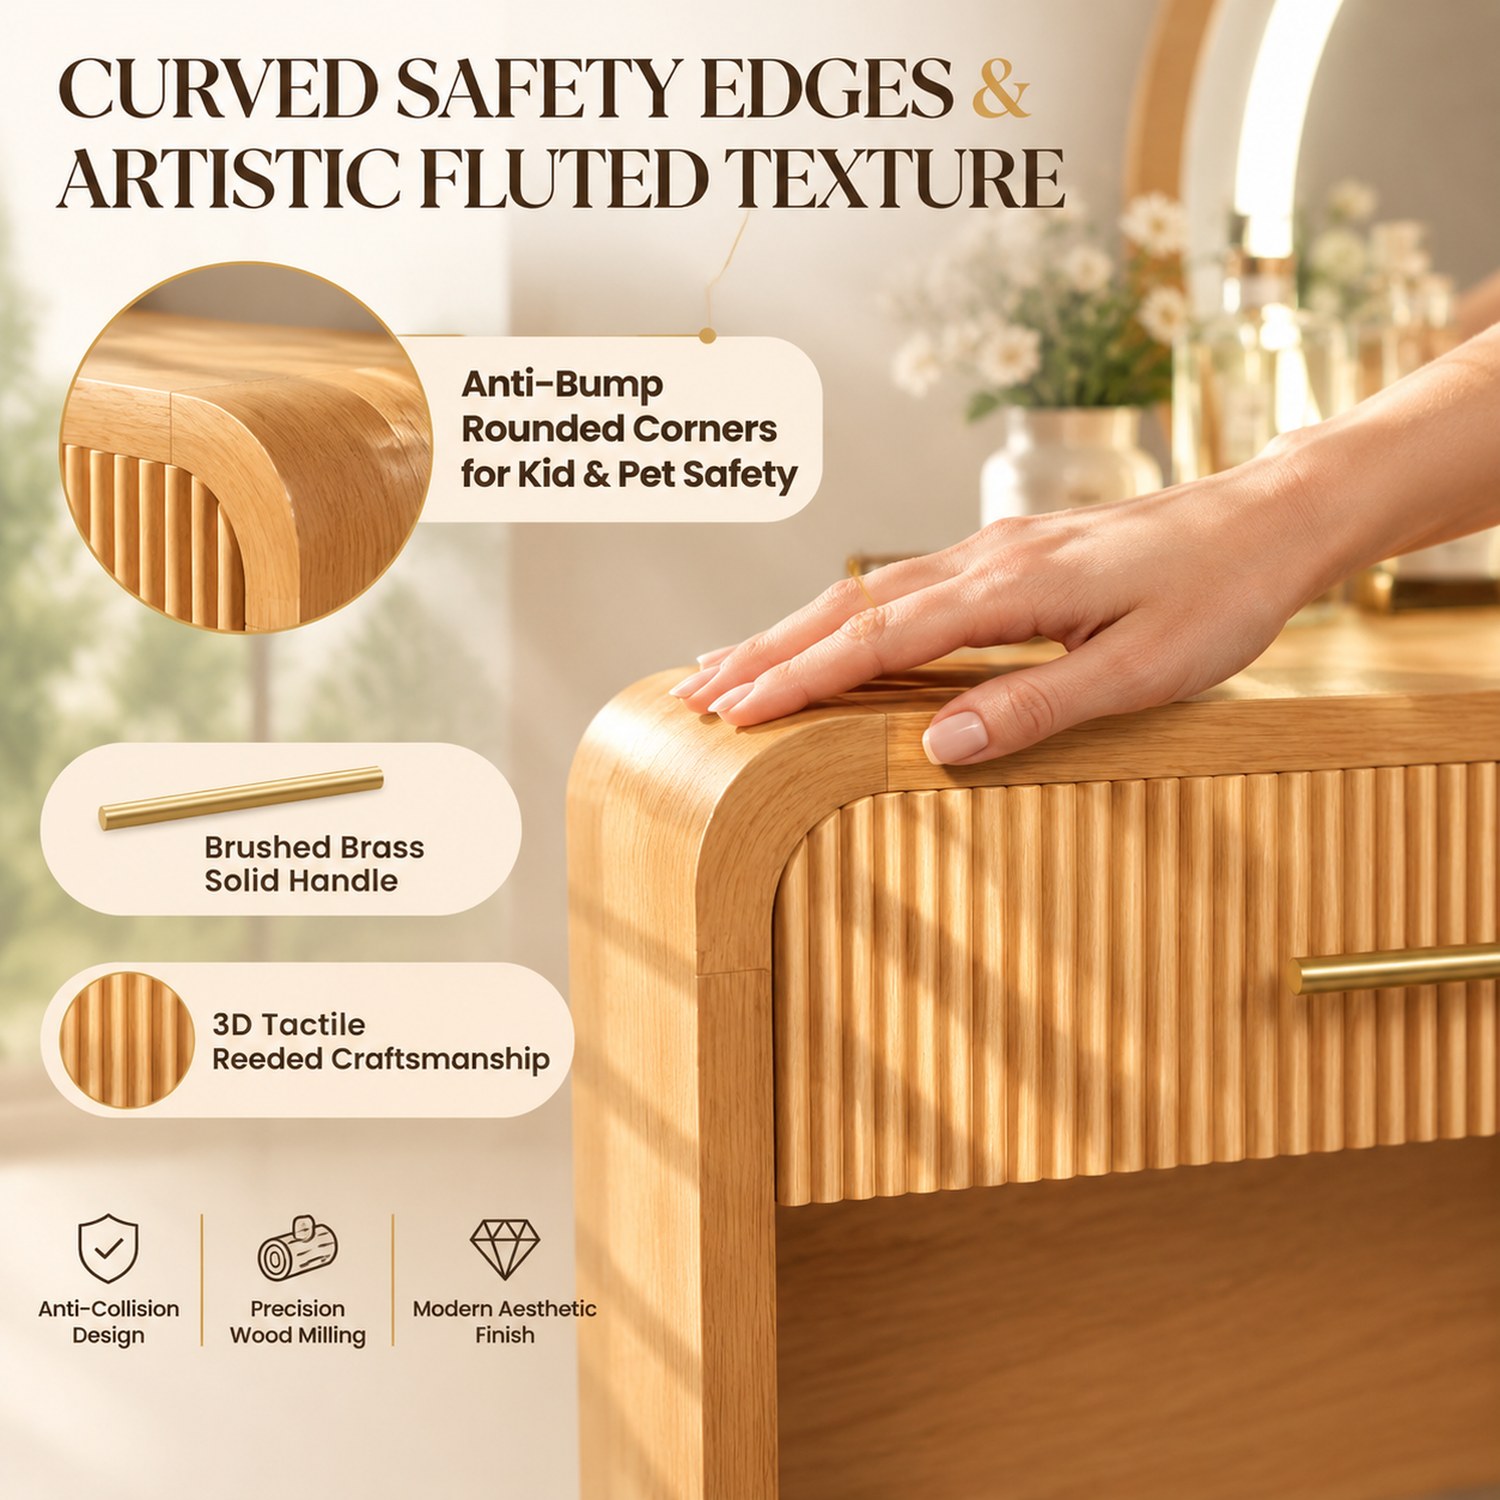 CURVED SAFETY EDGES &
ARTISTIC FLUTED TEXTURE
Anti-Bump
Rounded Corners
for Kid & Pet Safety
Brushed Brass
Solid Handle
3D Tactile
Reeded Craftsmanship
Anti-Collision
Design
Precision
Wood Milling
Modern Aesthetic
Finish